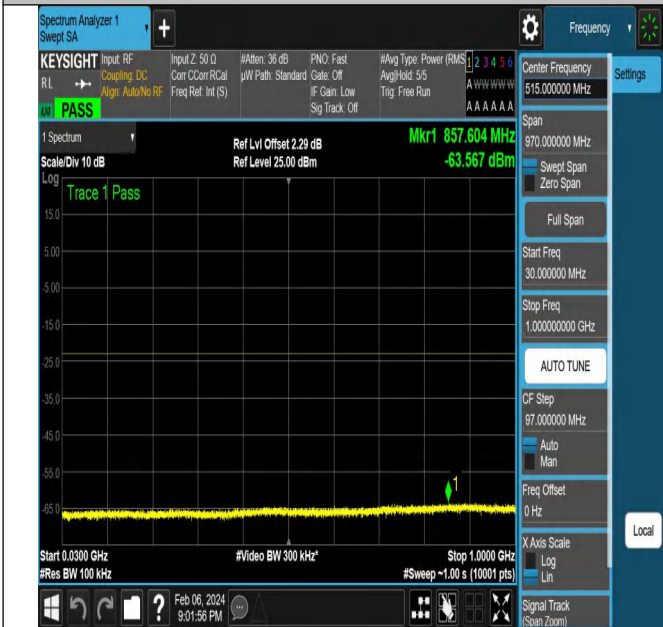 Spectrum Analyzer 1
Swept SA
+
Frequency
KEYSIGHT
RL
PASS
Input: RF
Coupling: DC
Align: Auto/No RF
Input Z: 50 Ω
Corr CCorr RCal
Freq Ref: Int (S)
#Atten: 36 dB
µW Path: Standard
PNO: Fast
Gate: Off
IF Gain: Low
Sig Track: Off
#Avg Type: Power (RMS
Avg|Hold: 5/5
Trig: Free Run
1 2 3 4 5 6
A W W W W W
A A A A A A
Settings
Center Frequency
515.000000 MHz
Span
970.000000 MHz
Swept Span
Zero Span
Full Span
Start Freq
30.000000 MHz
Stop Freq
1.000000000 GHz
AUTO TUNE
CF Step
97.000000 MHz
Auto
Man
Freq Offset
0 Hz
X Axis Scale
Log
Lin
Signal Track
(Span Zoom)
Local
1 Spectrum
Scale/Div 10 dB
Ref Lvl Offset 2.29 dB
Ref Level 25.00 dBm
Mkr1 857.604 MHz
-63.567 dBm
Log
Trace 1 Pass
15.0
5.00
-5.00
-15.0
-25.0
-35.0
-45.0
-55.0
-65.0
1
Start 0.0300 GHz
#Res BW 100 kHz
#Video BW 300 kHz*
Stop 1.0000 GHz
#Sweep ~1.00 s (10001 pts)
?
Feb 06, 2024
9:01:56 PM